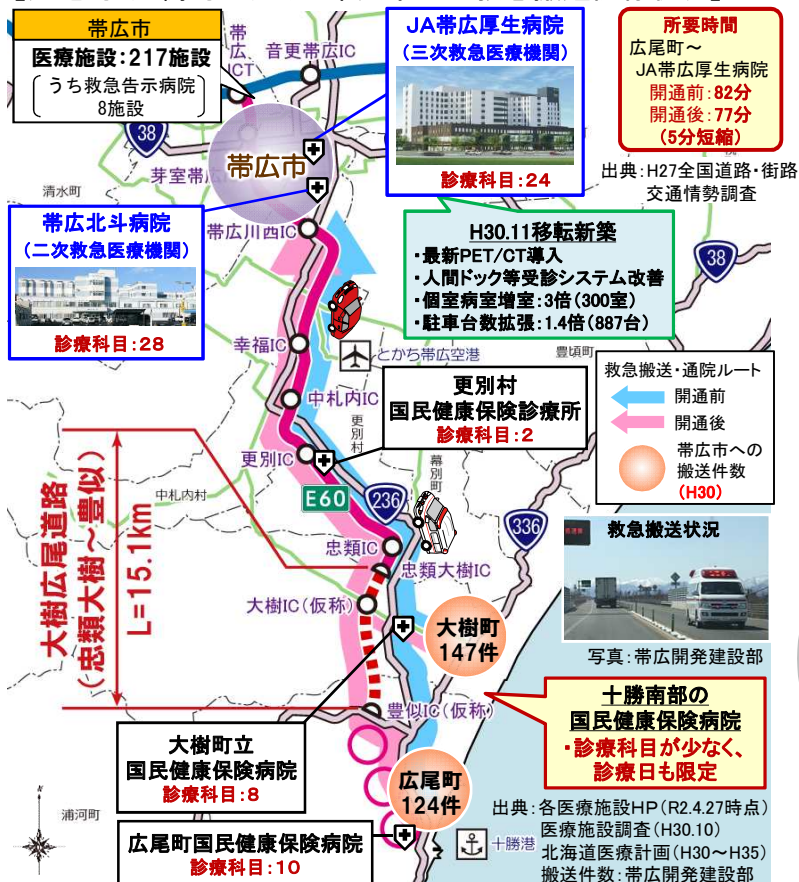 帯広市
医療施設：217施設
うち救急告示病院
8施設
帯広JCT
音更帯広IC
JA帯広厚生病院
（三次救急医療機関）
診療科目：24
所要時間
広尾町～
JA帯広厚生病院
開通前：82分
開通後：77分
（5分短縮）
出典：H27全国道路・街路
交通情勢調査
38
芽室帯広
帯広市
清水町
帯広北斗病院
（二次救急医療機関）
診療科目：28
帯広川西IC
H30.11移転新築
・最新PET/CT導入
・人間ドック等受診システム改善
・個室病室増室：3倍（300室）
・駐車台数拡張：1.4倍（887台）
236
38
幸福IC
とかち帯広空港
豊頃町
中札内IC
更別村
国民健康保険診療所
診療科目：2
救急搬送・通院ルート
開通前
開通後
帯広市への
搬送件数
（H30）
更別村
幕別町
更別IC
中札内村
E60
236
336
大樹広尾道路
（忠類大樹～豊似）
L=15.1km
忠類IC
忠類大樹IC
大樹IC（仮称）
大樹町
147件
救急搬送状況
写真：帯広開発建設部
豊似IC（仮称）
十勝南部の
国民健康保険病院
・診療科目が少なく、
診療日も限定
大樹町立
国民健康保険病院
診療科目：8
広尾町
124件
浦河町
広尾町国民健康保険病院
診療科目：10
十勝港
出典：各医療施設HP（R2.4.27時点）
医療施設調査（H30.10）
北海道医療計画（H30～H35）
搬送件数：帯広開発建設部